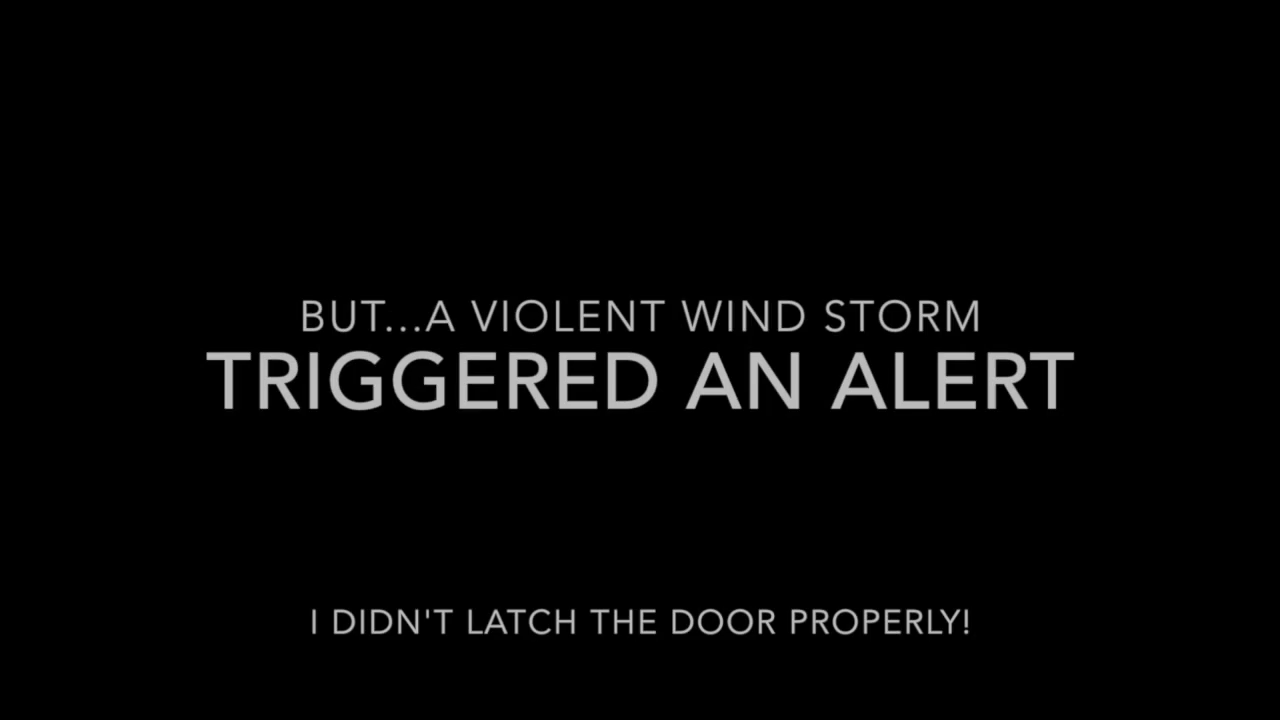 BUT...A VIOLENT WIND STORM
TRIGGERED AN ALERT
I DIDN'T LATCH THE DOOR PROPERLY!